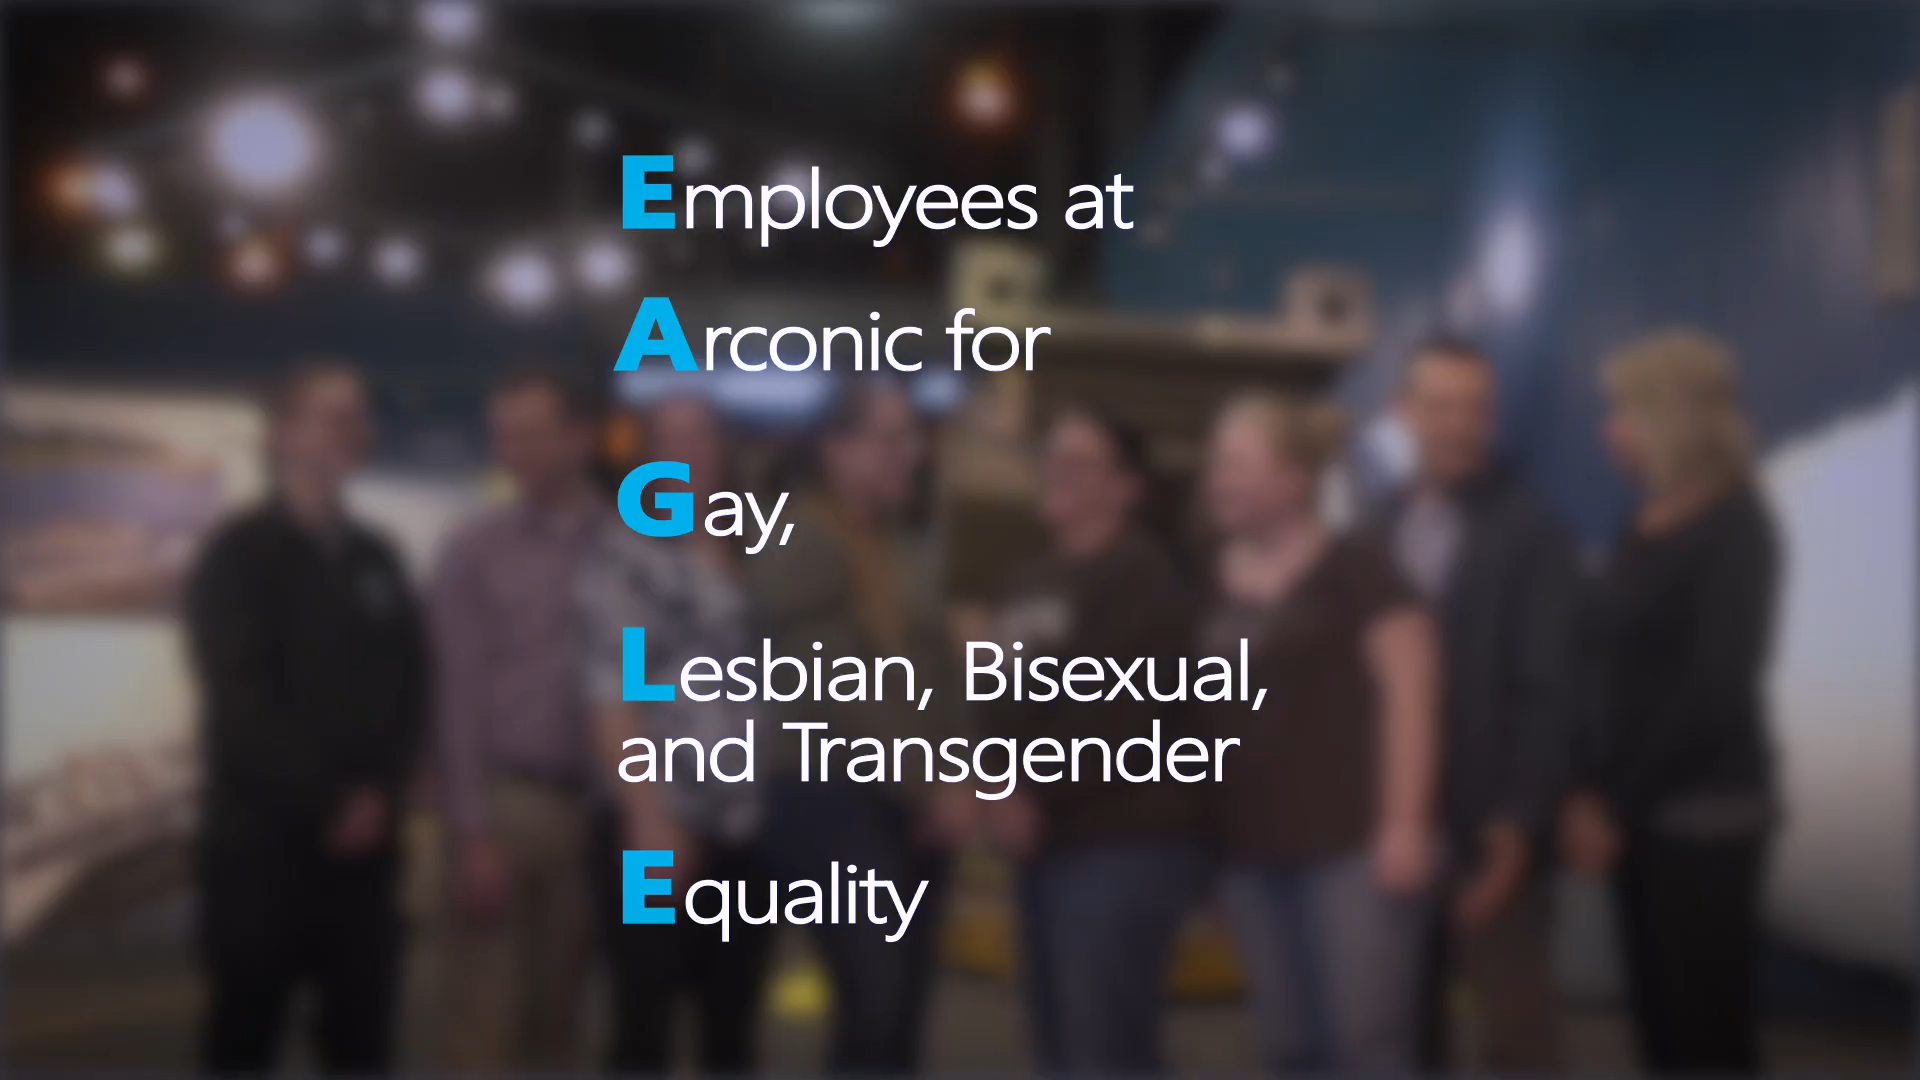 Employees at
Arconic for
Gay,
Lesbian, Bisexual,
and Transgender
Equality